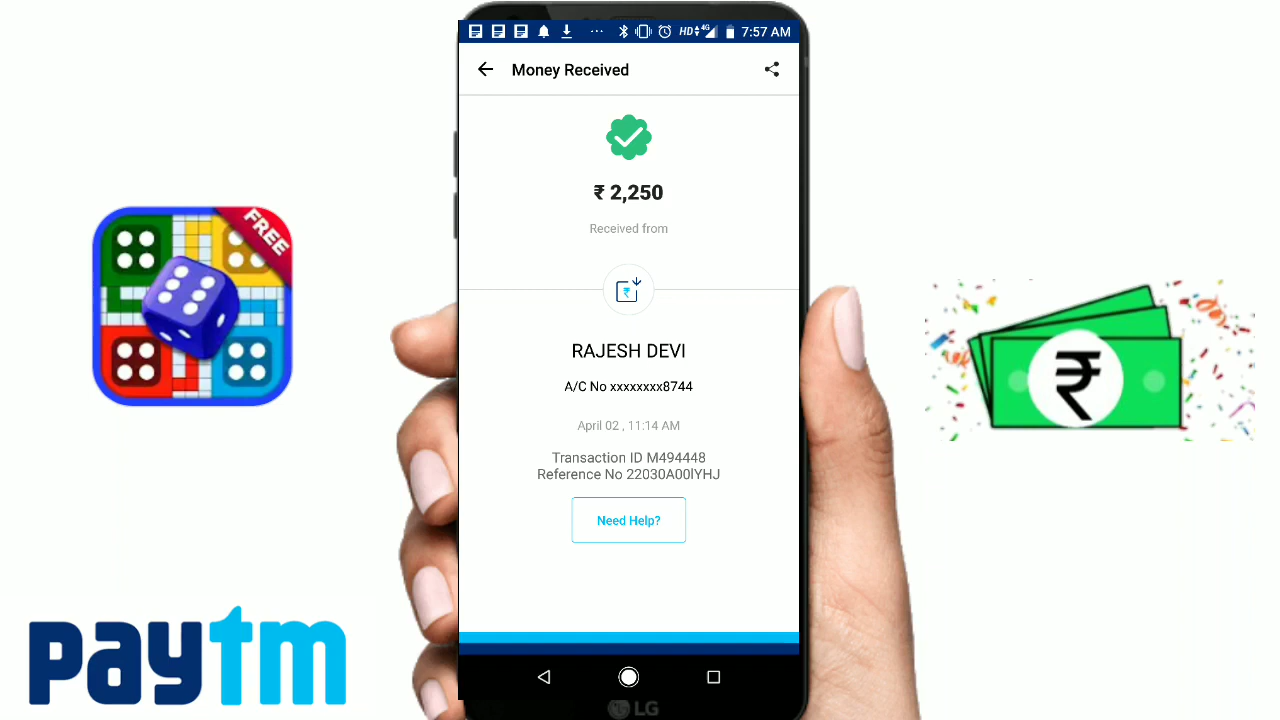 HD 4G 7:57 AM
Money Received
₹ 2,250
Received from
₹
RAJESH DEVI
A/C No xxxxxxxx8744
April 02 , 11:14 AM
Transaction ID M494448
Reference No 22030A00lYHJ
Need Help?
FREE
₹
paytm
LG